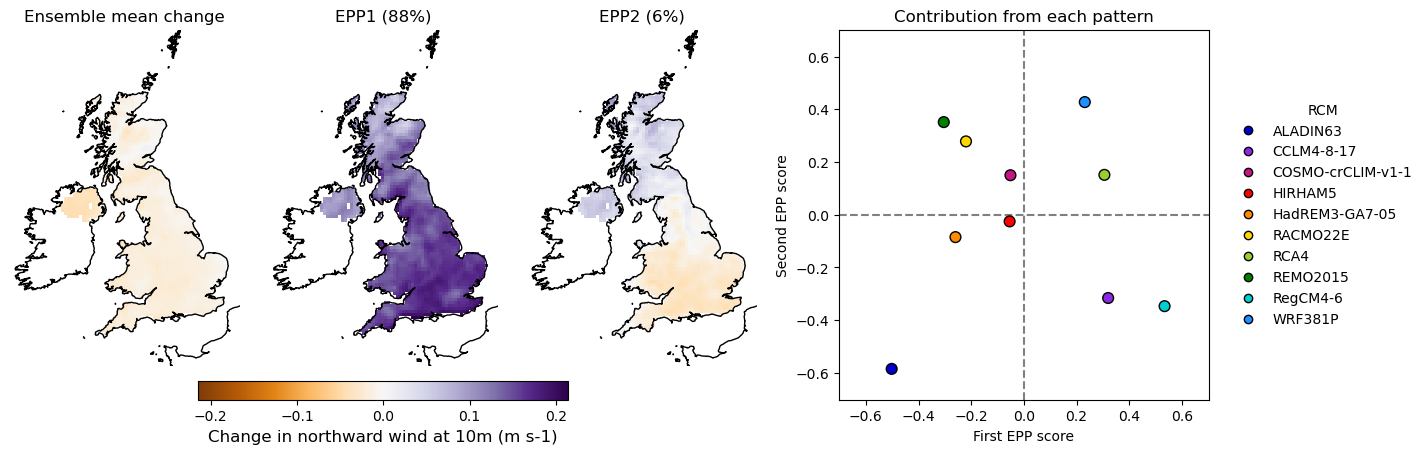 Ensemble mean change
EPP1 (88%)
EPP2 (6%)
Contribution from each pattern
−0.2
−0.1
0.0
0.1
0.2
Change in northward wind at 10m (m s-1)
0.6
0.4
0.2
0.0
−0.2
−0.4
−0.6
Second EPP score
−0.6
−0.4
−0.2
0.0
0.2
0.4
0.6
First EPP score
RCM
ALADIN63
CCLM4-8-17
COSMO-crCLIM-v1-1
HIRHAM5
HadREM3-GA7-05
RACMO22E
RCA4
REMO2015
RegCM4-6
WRF381P